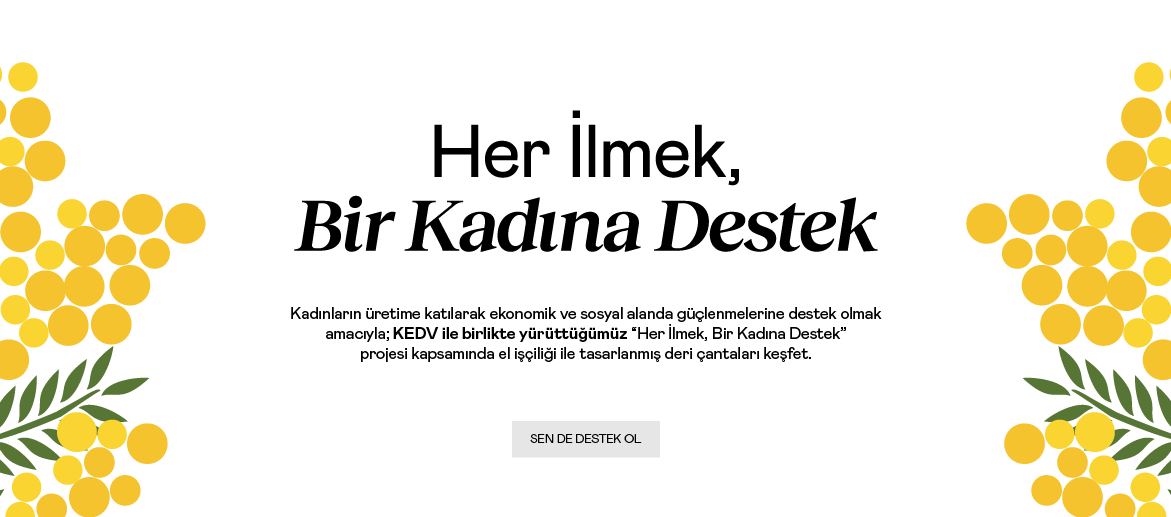 Her İlmek,
Bir Kadına Destek
Kadınların üretime katılarak ekonomik ve sosyal alanda güçlenmelerine destek olmak
amacıyla; KEDV ile birlikte yürüttüğümüz “Her İlmek, Bir Kadına Destek”
projesi kapsamında el işçiliği ile tasarlanmış deri çantaları keşfet.
SEN DE DESTEK OL